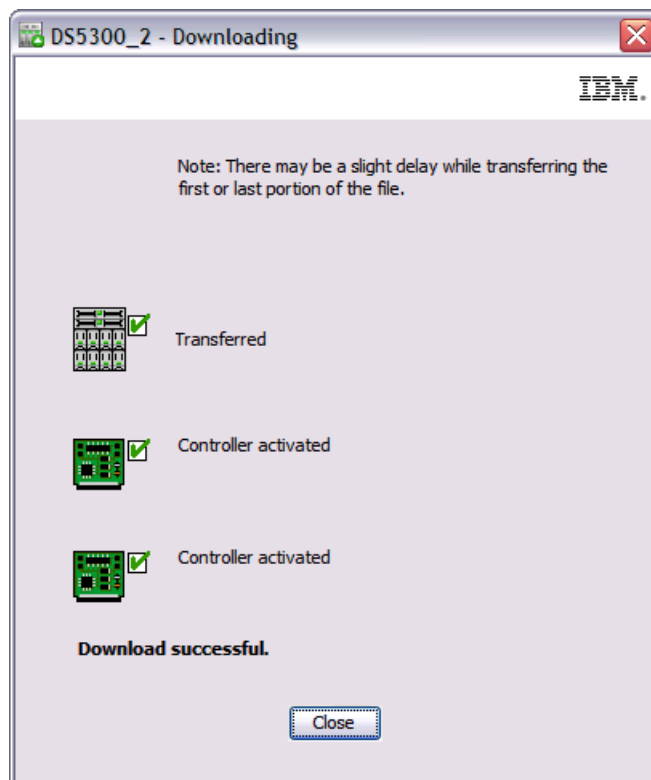 DS5300_2 - Downloading
IBM.
Note: There may be a slight delay while transferring the
first or last portion of the file.
Transferred
Controller activated
Controller activated
Download successful.
Close